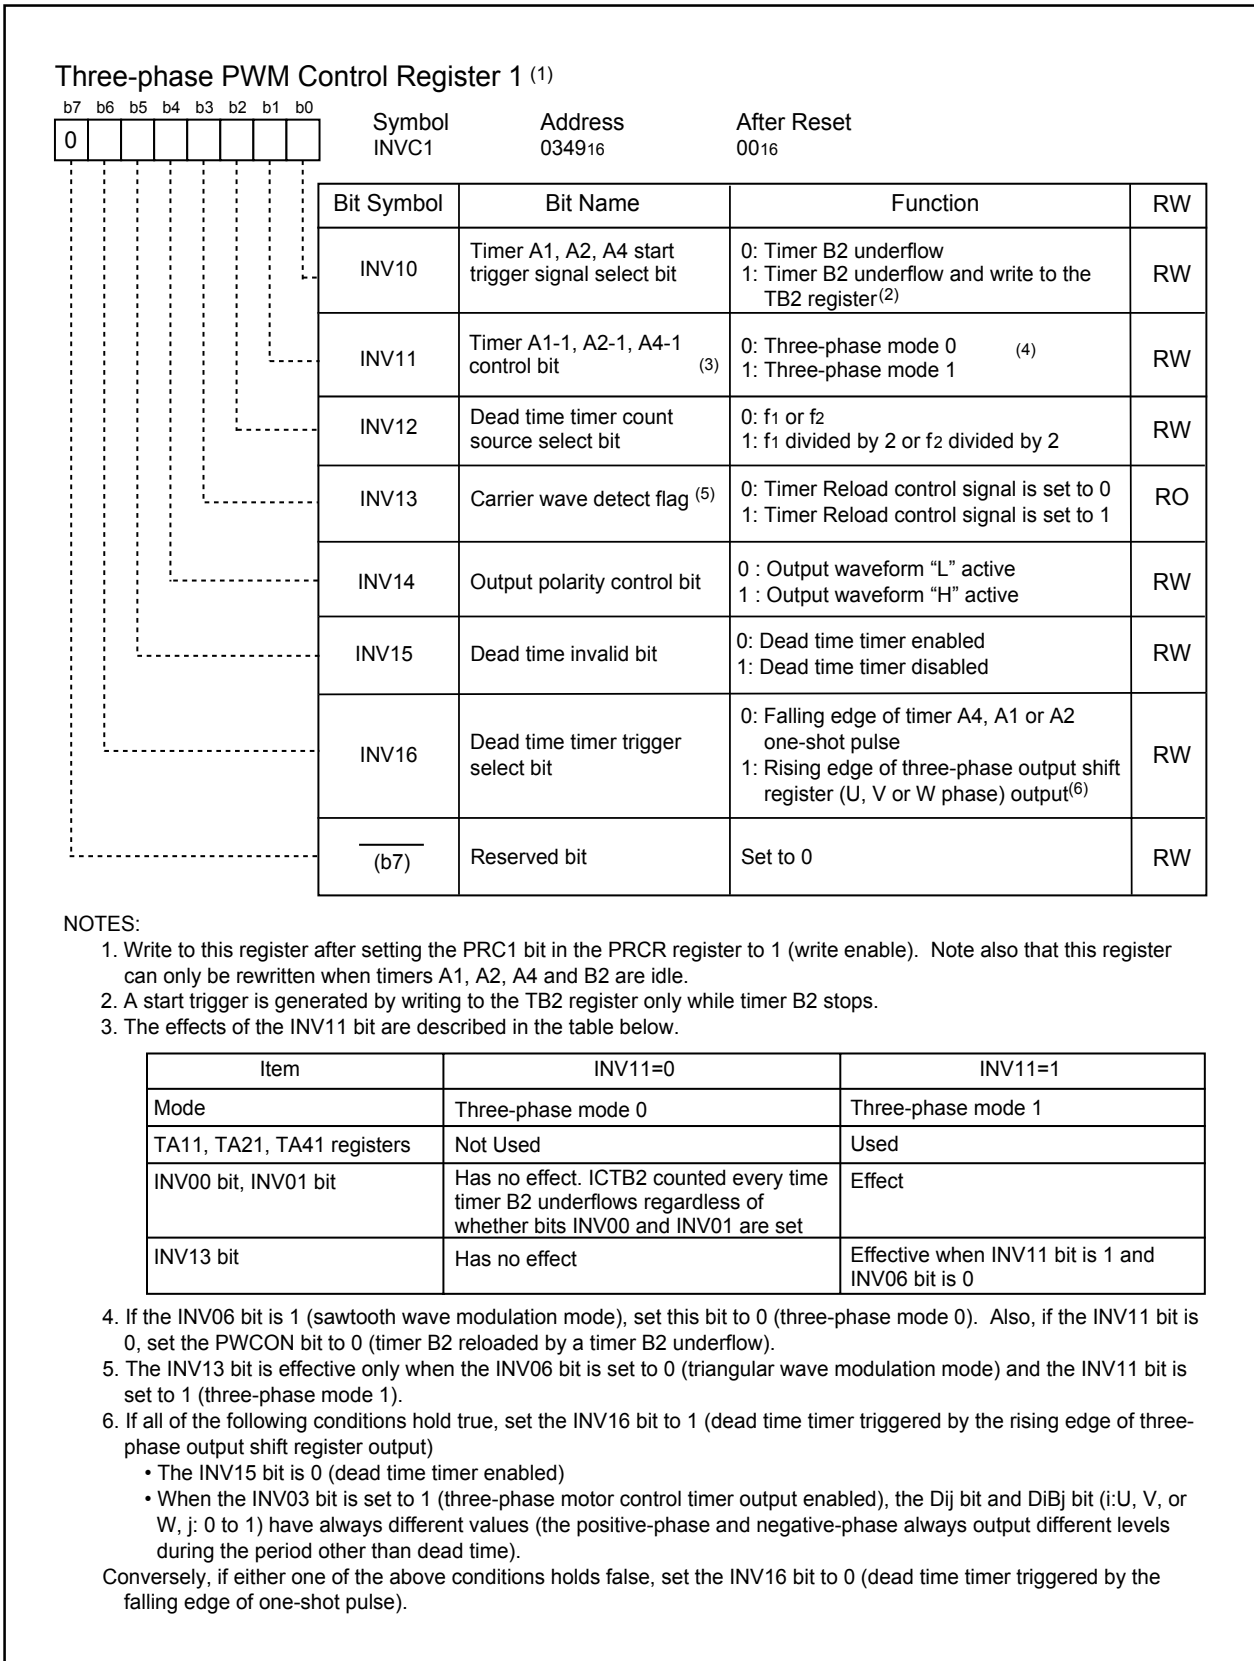 Three-phase PWM Control Register 1 (1)
b7 b6 b5 b4 b3 b2 b1 b0
0
Symbol Address After Reset
INVC1 034916 0016
Bit Symbol Bit Name Function RW
INV10
Timer A1, A2, A4 start
trigger signal select bit
0: Timer B2 underflow
1: Timer B2 underflow and write to the
TB2 register(2)
RW
INV11
Timer A1-1, A2-1, A4-1
control bit (3)
0: Three-phase mode 0 (4)
1: Three-phase mode 1
RW
INV12
Dead time timer count
source select bit
0: f1 or f2
1: f1 divided by 2 or f2 divided by 2
RW
INV13
Carrier wave detect flag (5)
0: Timer Reload control signal is set to 0
1: Timer Reload control signal is set to 1
RO
INV14
Output polarity control bit
0 : Output waveform “L” active
1 : Output waveform “H” active
RW
INV15
Dead time invalid bit
0: Dead time timer enabled
1: Dead time timer disabled
RW
INV16
Dead time timer trigger
select bit
0: Falling edge of timer A4, A1 or A2
one-shot pulse
1: Rising edge of three-phase output shift
register (U, V or W phase) output(6)
RW
(b7)
Reserved bit
Set to 0
RW
NOTES:
1. Write to this register after setting the PRC1 bit in the PRCR register to 1 (write enable). Note also that this register
can only be rewritten when timers A1, A2, A4 and B2 are idle.
2. A start trigger is generated by writing to the TB2 register only while timer B2 stops.
3. The effects of the INV11 bit are described in the table below.
Item INV11=0 INV11=1
Mode Three-phase mode 0 Three-phase mode 1
TA11, TA21, TA41 registers Not Used Used
INV00 bit, INV01 bit
Has no effect. ICTB2 counted every time
timer B2 underflows regardless of
whether bits INV00 and INV01 are set
Effect
INV13 bit
Has no effect
Effective when INV11 bit is 1 and
INV06 bit is 0
4. If the INV06 bit is 1 (sawtooth wave modulation mode), set this bit to 0 (three-phase mode 0). Also, if the INV11 bit is
0, set the PWCON bit to 0 (timer B2 reloaded by a timer B2 underflow).
5. The INV13 bit is effective only when the INV06 bit is set to 0 (triangular wave modulation mode) and the INV11 bit is
set to 1 (three-phase mode 1).
6. If all of the following conditions hold true, set the INV16 bit to 1 (dead time timer triggered by the rising edge of three-
phase output shift register output)
• The INV15 bit is 0 (dead time timer enabled)
• When the INV03 bit is set to 1 (three-phase motor control timer output enabled), the Dij bit and DiBj bit (i:U, V, or
W, j: 0 to 1) have always different values (the positive-phase and negative-phase always output different levels
during the period other than dead time).
Conversely, if either one of the above conditions holds false, set the INV16 bit to 0 (dead time timer triggered by the
falling edge of one-shot pulse).